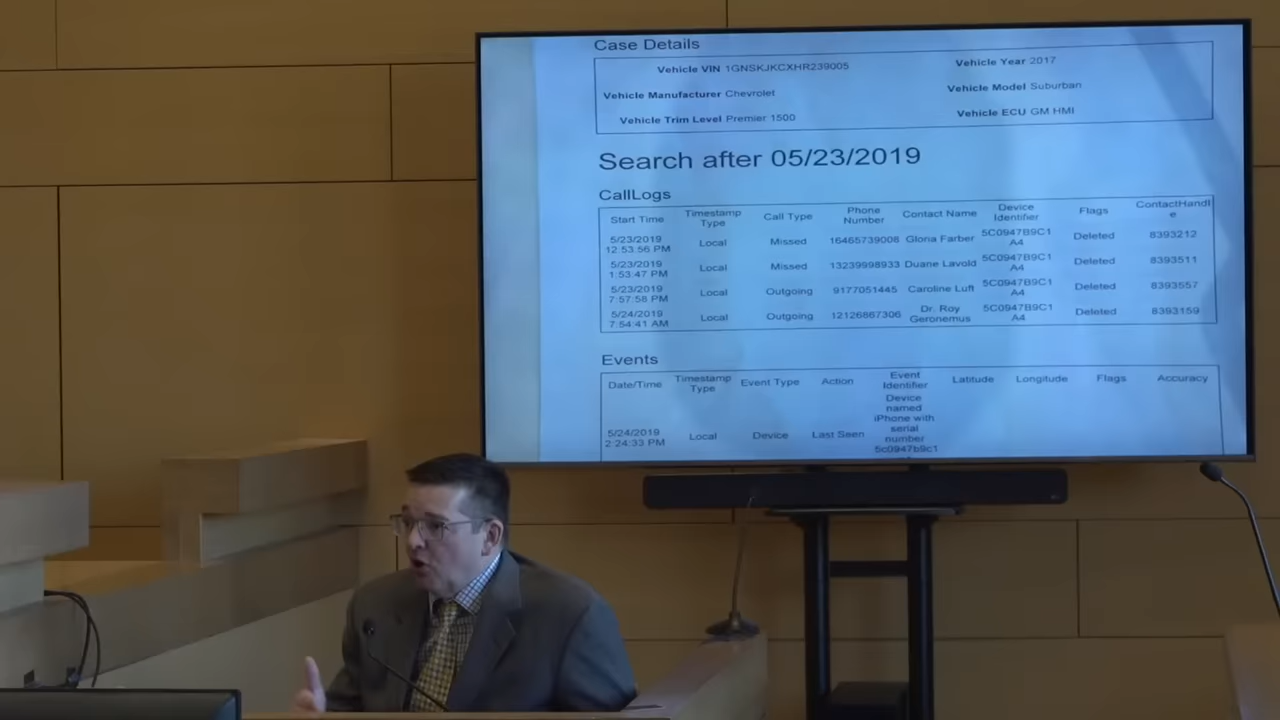 Case Details
Vehicle VIN 1GNSKJKCXHR239005 Vehicle Year 2017
Vehicle Manufacturer Chevrolet Vehicle Model Suburban
Vehicle Trim Level Premier 1500 Vehicle ECU GM HMI
Search after 05/23/2019
CallLogs
Start Time Timestamp Type Call Type Phone Number Contact Name Device Identifier Flags ContactHandle
5/23/2019 12:53:56 PM Local Missed 16465739008 Gloria Farber 5C0947B9C1A4 Deleted 8393212
5/23/2019 1:53:47 PM Local Missed 13239998933 Duane Lavold 5C0947B9C1A4 Deleted 8393511
5/23/2019 7:57:58 PM Local Outgoing 9177051445 Caroline Luft 5C0947B9C1A4 Deleted 8393557
5/24/2019 7:54:41 AM Local Outgoing 12126867306 Dr. Roy Geronemus 5C0947B9C1A4 Deleted 8393159
Events
Date/Time Timestamp Type Event Type Action Event Identifier Latitude Longitude Flags Accuracy
5/24/2019 2:24:33 PM Local Device Last Seen Device named iPhone with serial number 5c0947b9c1